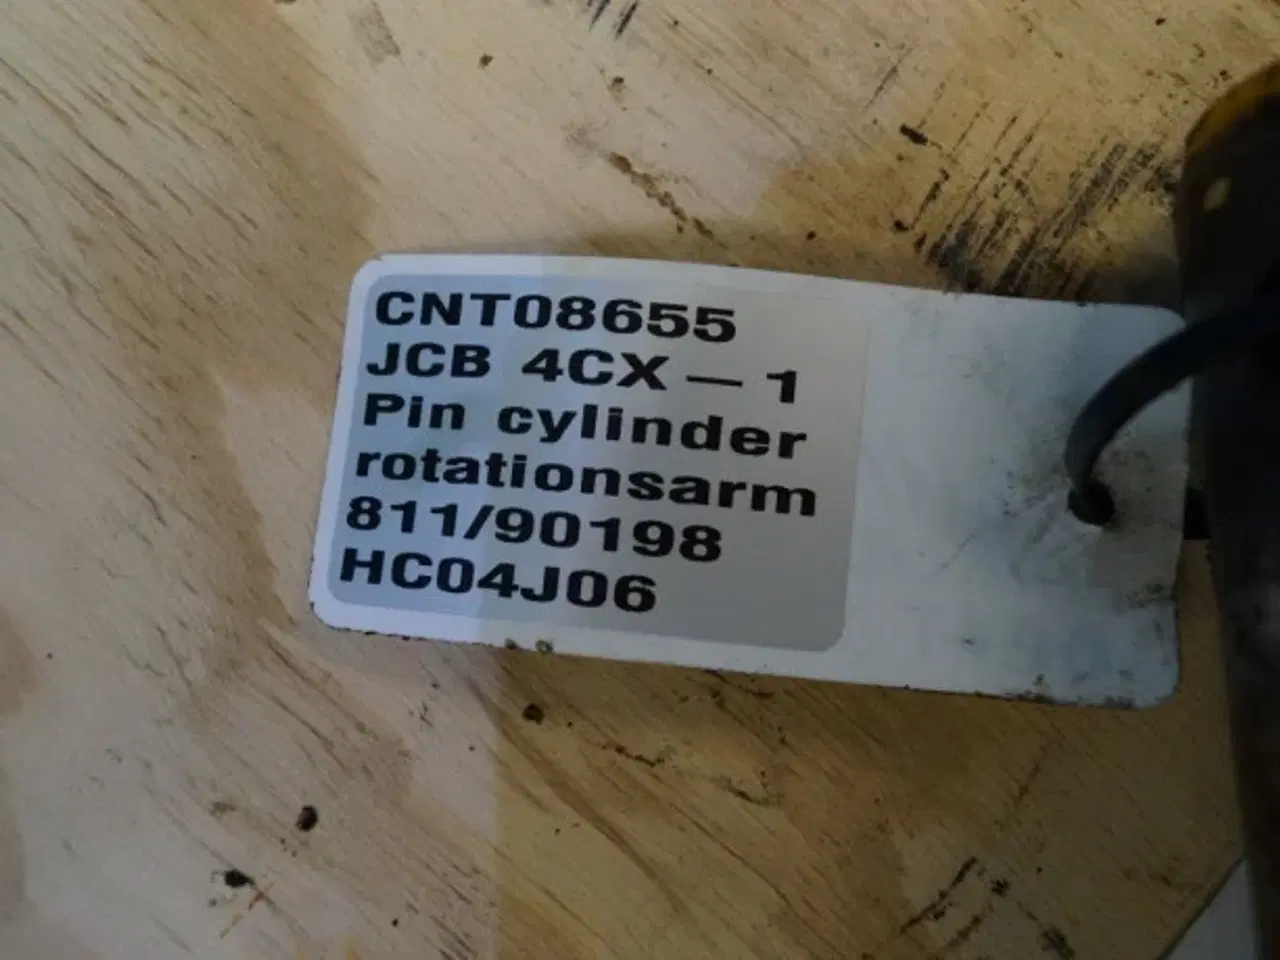 CNT08655
JCB 4CX – 1
Pin cylinder
rotationsarm
811/90198
HC04J06